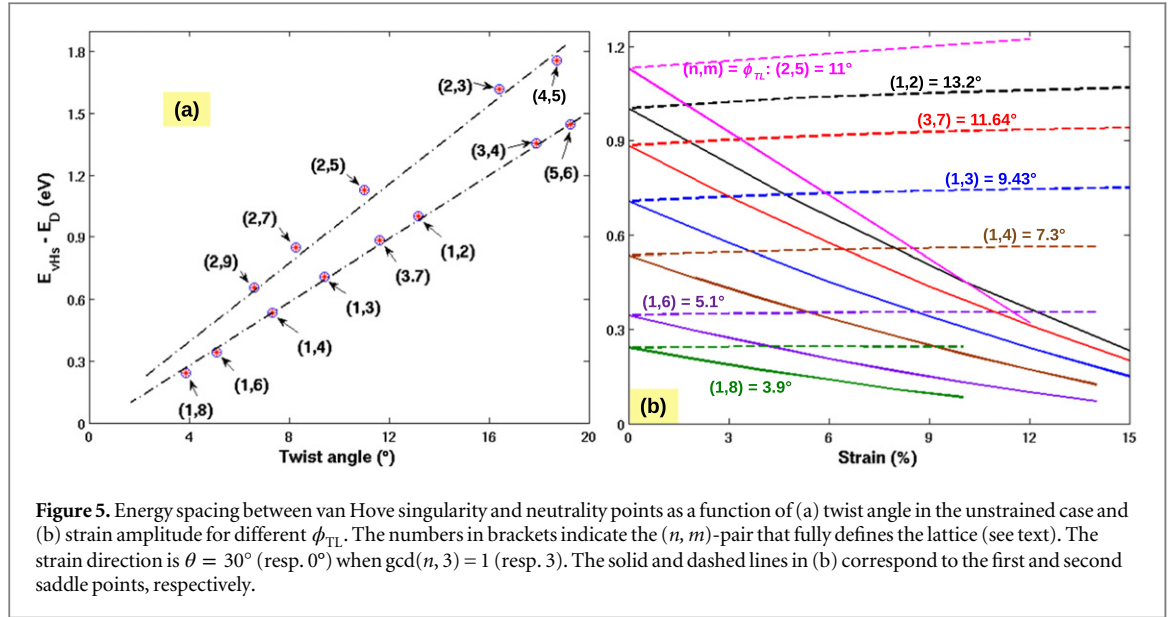 1.8
1.5
1.2
0.9
0.6
0.3
0
E_vHs - E_D (eV)
(a)
(2,3)
(4,5)
(2,5)
(3,4)
(5,6)
(2,7)
(1,2)
(2,9)
(3.7)
(1,3)
(1,4)
(1,6)
(1,8)
0 4 8 12 16 20
Twist angle (º)
1.2
0.9
0.6
0.3
0
(n,m) = ϕ_TL: (2,5) = 11°
(1,2) = 13.2°
(3,7) = 11.64°
(1,3) = 9.43°
(1,4) = 7.3°
(1,6) = 5.1°
(1,8) = 3.9°
(b)
0 3 6 9 12 15
Strain (%)
Figure 5. Energy spacing between van Hove singularity and neutrality points as a function of (a) twist angle in the unstrained case and
(b) strain amplitude for different ϕ_TL. The numbers in brackets indicate the (n, m)-pair that fully defines the lattice (see text). The
strain direction is θ = 30° (resp. 0°) when gcd(n, 3) = 1 (resp. 3). The solid and dashed lines in (b) correspond to the first and second
saddle points, respectively.